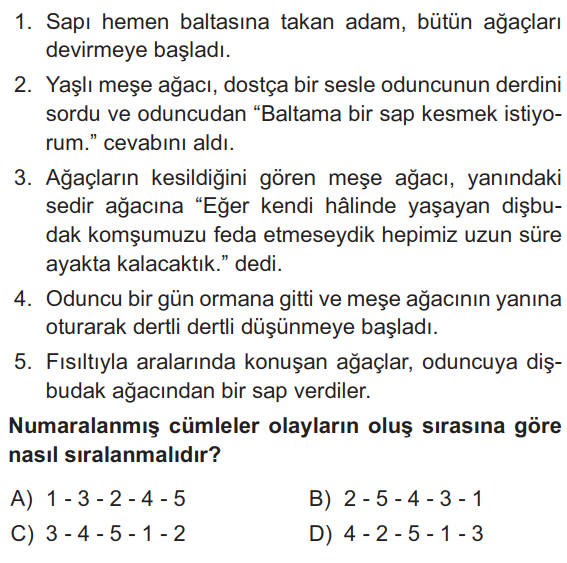 1. Sapı hemen baltasına takan adam, bütün ağaçları
devirmeye başladı.
2. Yaşlı meşe ağacı, dostça bir sesle oduncunun derdini
sordu ve oduncudan “Baltama bir sap kesmek istiyo-
rum.” cevabını aldı.
3. Ağaçların kesildiğini gören meşe ağacı, yanındaki
sedir ağacına “Eğer kendi hâlinde yaşayan dişbu-
dak komşumuzu feda etmeseydik hepimiz uzun süre
ayakta kalacaktık.” dedi.
4. Oduncu bir gün ormana gitti ve meşe ağacının yanına
oturarak dertli dertli düşünmeye başladı.
5. Fısıltıyla aralarında konuşan ağaçlar, oduncuya diş-
budak ağacından bir sap verdiler.
Numaralanmış cümleler olayların oluş sırasına göre
nasıl sıralanmalıdır?
A) 1 - 3 - 2 - 4 - 5 B) 2 - 5 - 4 - 3 - 1
C) 3 - 4 - 5 - 1 - 2 D) 4 - 2 - 5 - 1 - 3